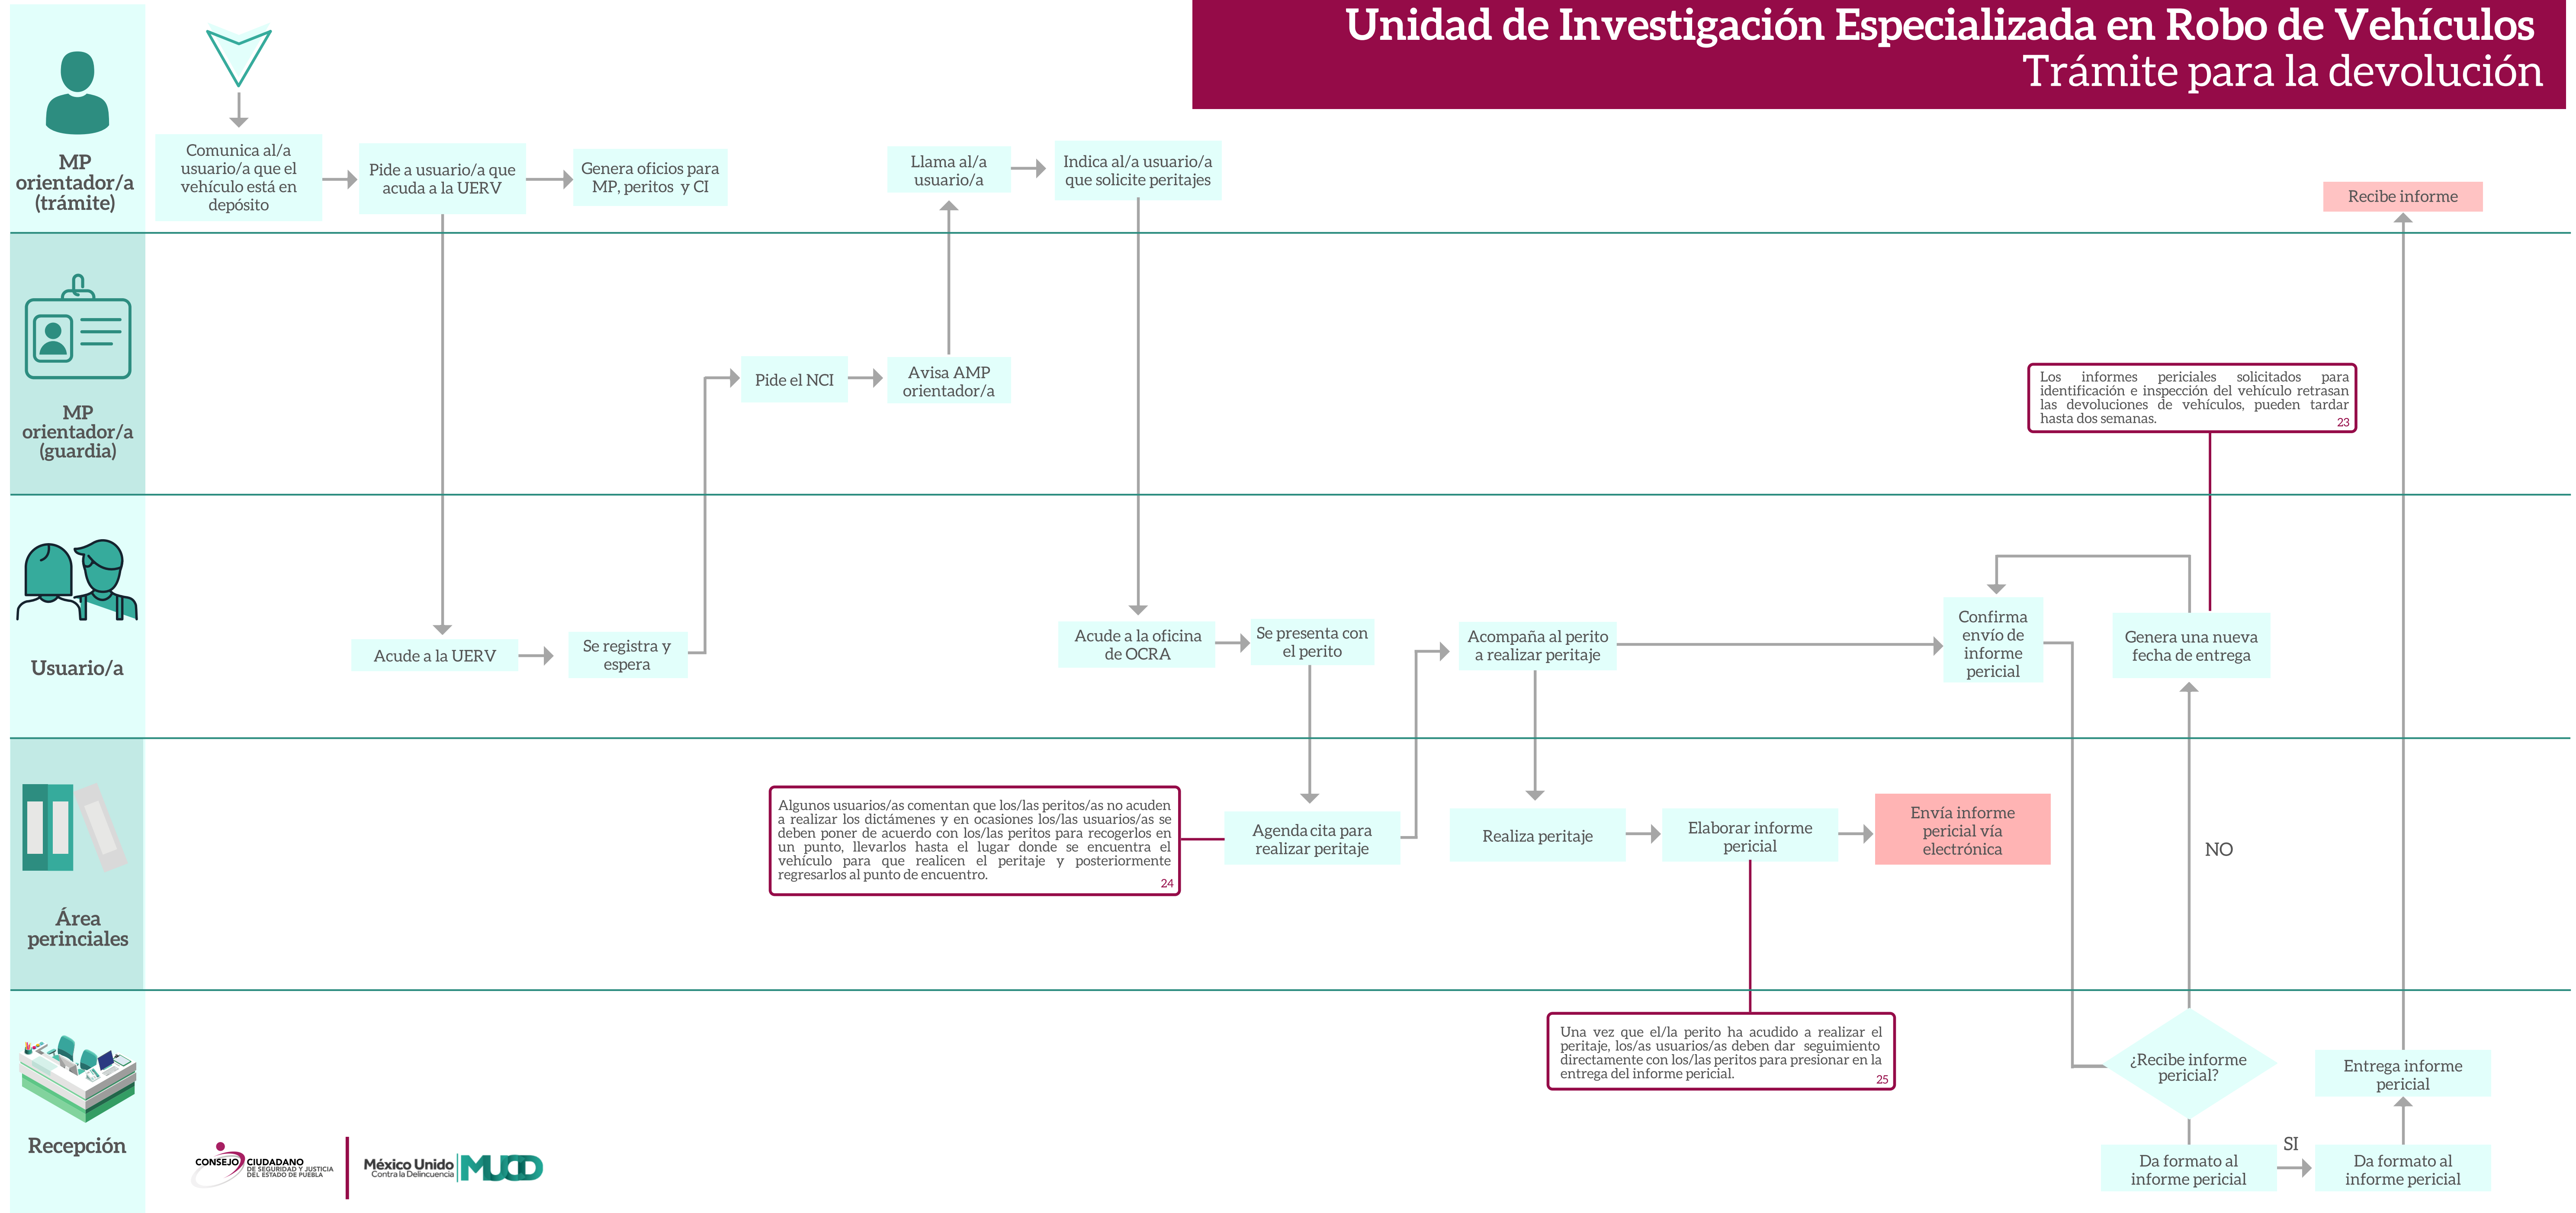 Unidad de Investigación Especializada en Robo de Vehículos
Trámite para la devolución
MP
orientador/a
(trámite)
Comunica al/a
usuario/a que el
vehículo está en
depósito
Pide a usuario/a que
acuda a la UERV
Genera oficios para
MP, peritos y CI
Llama al/a
usuario/a
Indica al/a usuario/a
que solicite peritajes
Recibe informe
MP
orientador/a
(guardia)
Pide el NCI
Avisa AMP
orientador/a
Los informes periciales solicitados para
identificación e inspección del vehículo retrasan
las devoluciones de vehículos, pueden tardar
hasta dos semanas.
23
Usuario/a
Acude a la UERV
Se registra y
espera
Acude a la oficina
de OCRA
Se presenta con
el perito
Acompaña al perito
a realizar peritaje
Confirma
envío de
informe
pericial
Genera una nueva
fecha de entrega
Área
perinciales
Algunos usuarios/as comentan que los/las peritos/as no acuden
a realizar los dictámenes y en ocasiones los/las usuarios/as se
deben poner de acuerdo con los/las peritos para recogerlos en
un punto, llevarlos hasta el lugar donde se encuentra el
vehículo para que realicen el peritaje y posteriormente
regresarlos al punto de encuentro.
24
Agenda cita para
realizar peritaje
Realiza peritaje
Elaborar informe
pericial
Envía informe
pericial vía
electrónica
NO
Recepción
Una vez que el/la perito ha acudido a realizar el
peritaje, los/as usuarios/as deben dar seguimiento
directamente con los/las peritos para presionar en la
entrega del informe pericial.
25
¿Recibe informe
pericial?
Entrega informe
pericial
SI
Da formato al
informe pericial
Da formato al
informe pericial
CONSEJO CIUDADANO
DE SEGURIDAD Y JUSTICIA
DEL ESTADO DE PUEBLA
México Unido
Contra la Delincuencia
MUCD